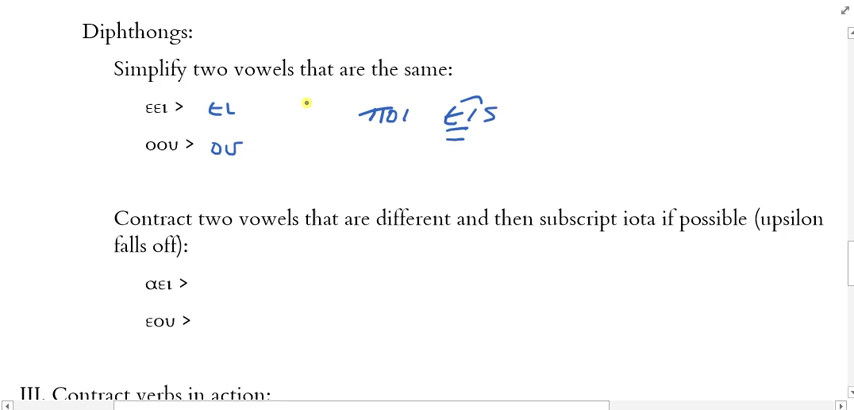 Diphthongs:
Simplify two vowels that are the same:
εει > ει
ποι εῖς
οου > ου
Contract two vowels that are different and then subscript iota if possible (upsilon
falls off):
αει >
εου >
III. Contract verbs in action: